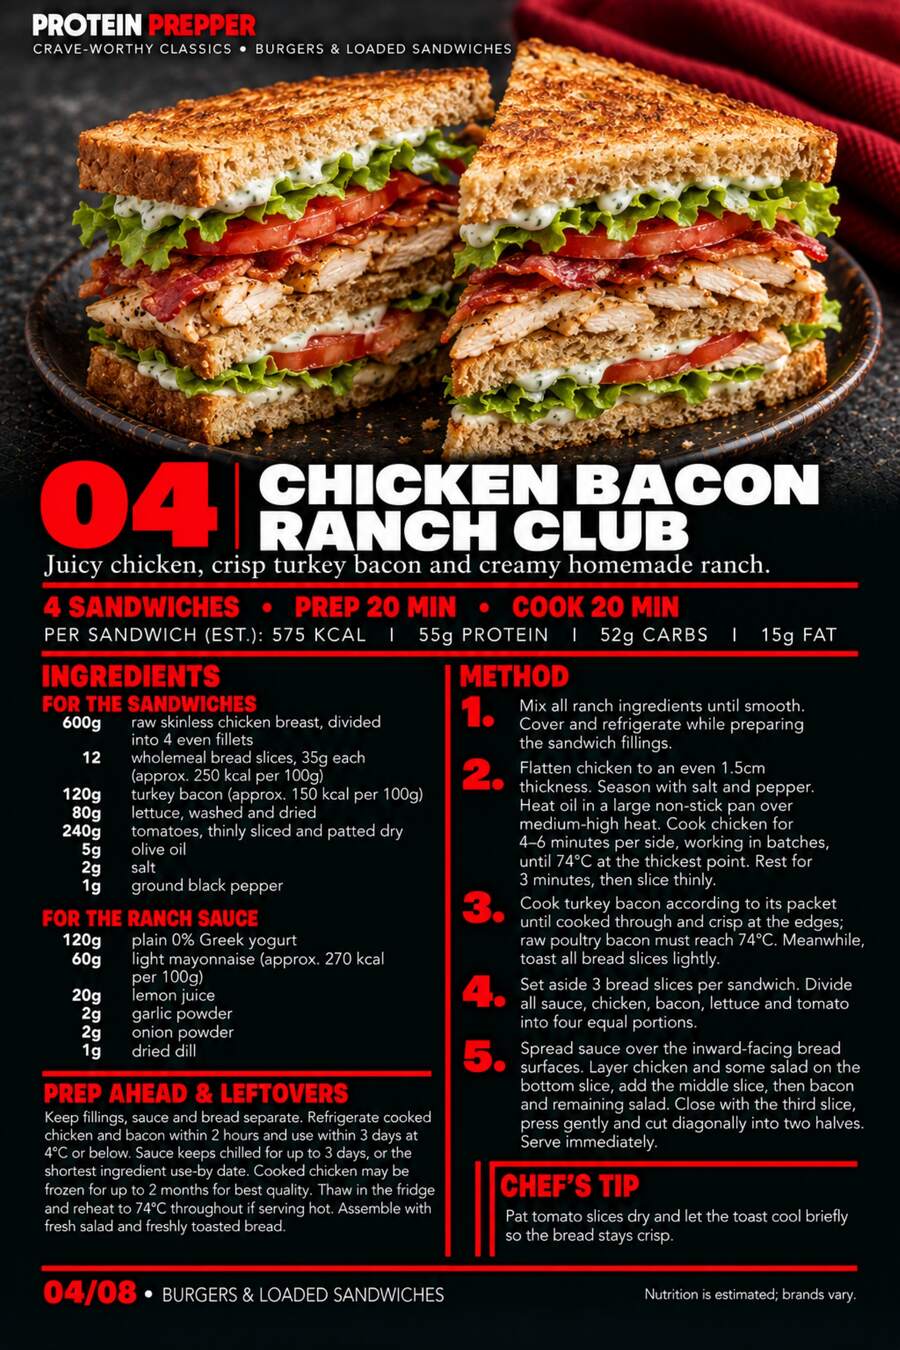 PROTEIN PREPPER
CRAVE-WORTHY CLASSICS • BURGERS & LOADED SANDWICHES
04
CHICKEN BACON
RANCH CLUB
Juicy chicken, crisp turkey bacon and creamy homemade ranch.
4 SANDWICHES • PREP 20 MIN • COOK 20 MIN
PER SANDWICH (EST.): 575 KCAL | 55g PROTEIN | 52g CARBS | 15g FAT
INGREDIENTS
FOR THE SANDWICHES
600g raw skinless chicken breast, divided
into 4 even fillets
12 wholemeal bread slices, 35g each
(approx. 250 kcal per 100g)
120g turkey bacon (approx. 150 kcal per 100g)
80g lettuce, washed and dried
240g tomatoes, thinly sliced and patted dry
5g olive oil
2g salt
1g ground black pepper
FOR THE RANCH SAUCE
120g plain 0% Greek yogurt
60g light mayonnaise (approx. 270 kcal
per 100g)
20g lemon juice
2g garlic powder
2g onion powder
1g dried dill
PREP AHEAD & LEFTOVERS
Keep fillings, sauce and bread separate. Refrigerate cooked
chicken and bacon within 2 hours and use within 3 days at
4°C or below. Sauce keeps chilled for up to 3 days, or the
shortest ingredient use-by date. Cooked chicken may be
frozen for up to 2 months for best quality. Thaw in the fridge
and reheat to 74°C throughout if serving hot. Assemble with
fresh salad and freshly toasted bread.
METHOD
1. Mix all ranch ingredients until smooth.
Cover and refrigerate while preparing
the sandwich fillings.
2. Flatten chicken to an even 1.5cm
thickness. Season with salt and pepper.
Heat oil in a large non-stick pan over
medium-high heat. Cook chicken for
4–6 minutes per side, working in batches,
until 74°C at the thickest point. Rest for
3 minutes, then slice thinly.
3. Cook turkey bacon according to its packet
until cooked through and crisp at the edges;
raw poultry bacon must reach 74°C. Meanwhile,
toast all bread slices lightly.
4. Set aside 3 bread slices per sandwich. Divide
all sauce, chicken, bacon, lettuce and tomato
into four equal portions.
5. Spread sauce over the inward-facing bread
surfaces. Layer chicken and some salad on the
bottom slice, add the middle slice, then bacon
and remaining salad. Close with the third slice,
press gently and cut diagonally into two halves.
Serve immediately.
CHEF'S TIP
Pat tomato slices dry and let the toast cool briefly
so the bread stays crisp.
04/08 • BURGERS & LOADED SANDWICHES
Nutrition is estimated; brands vary.